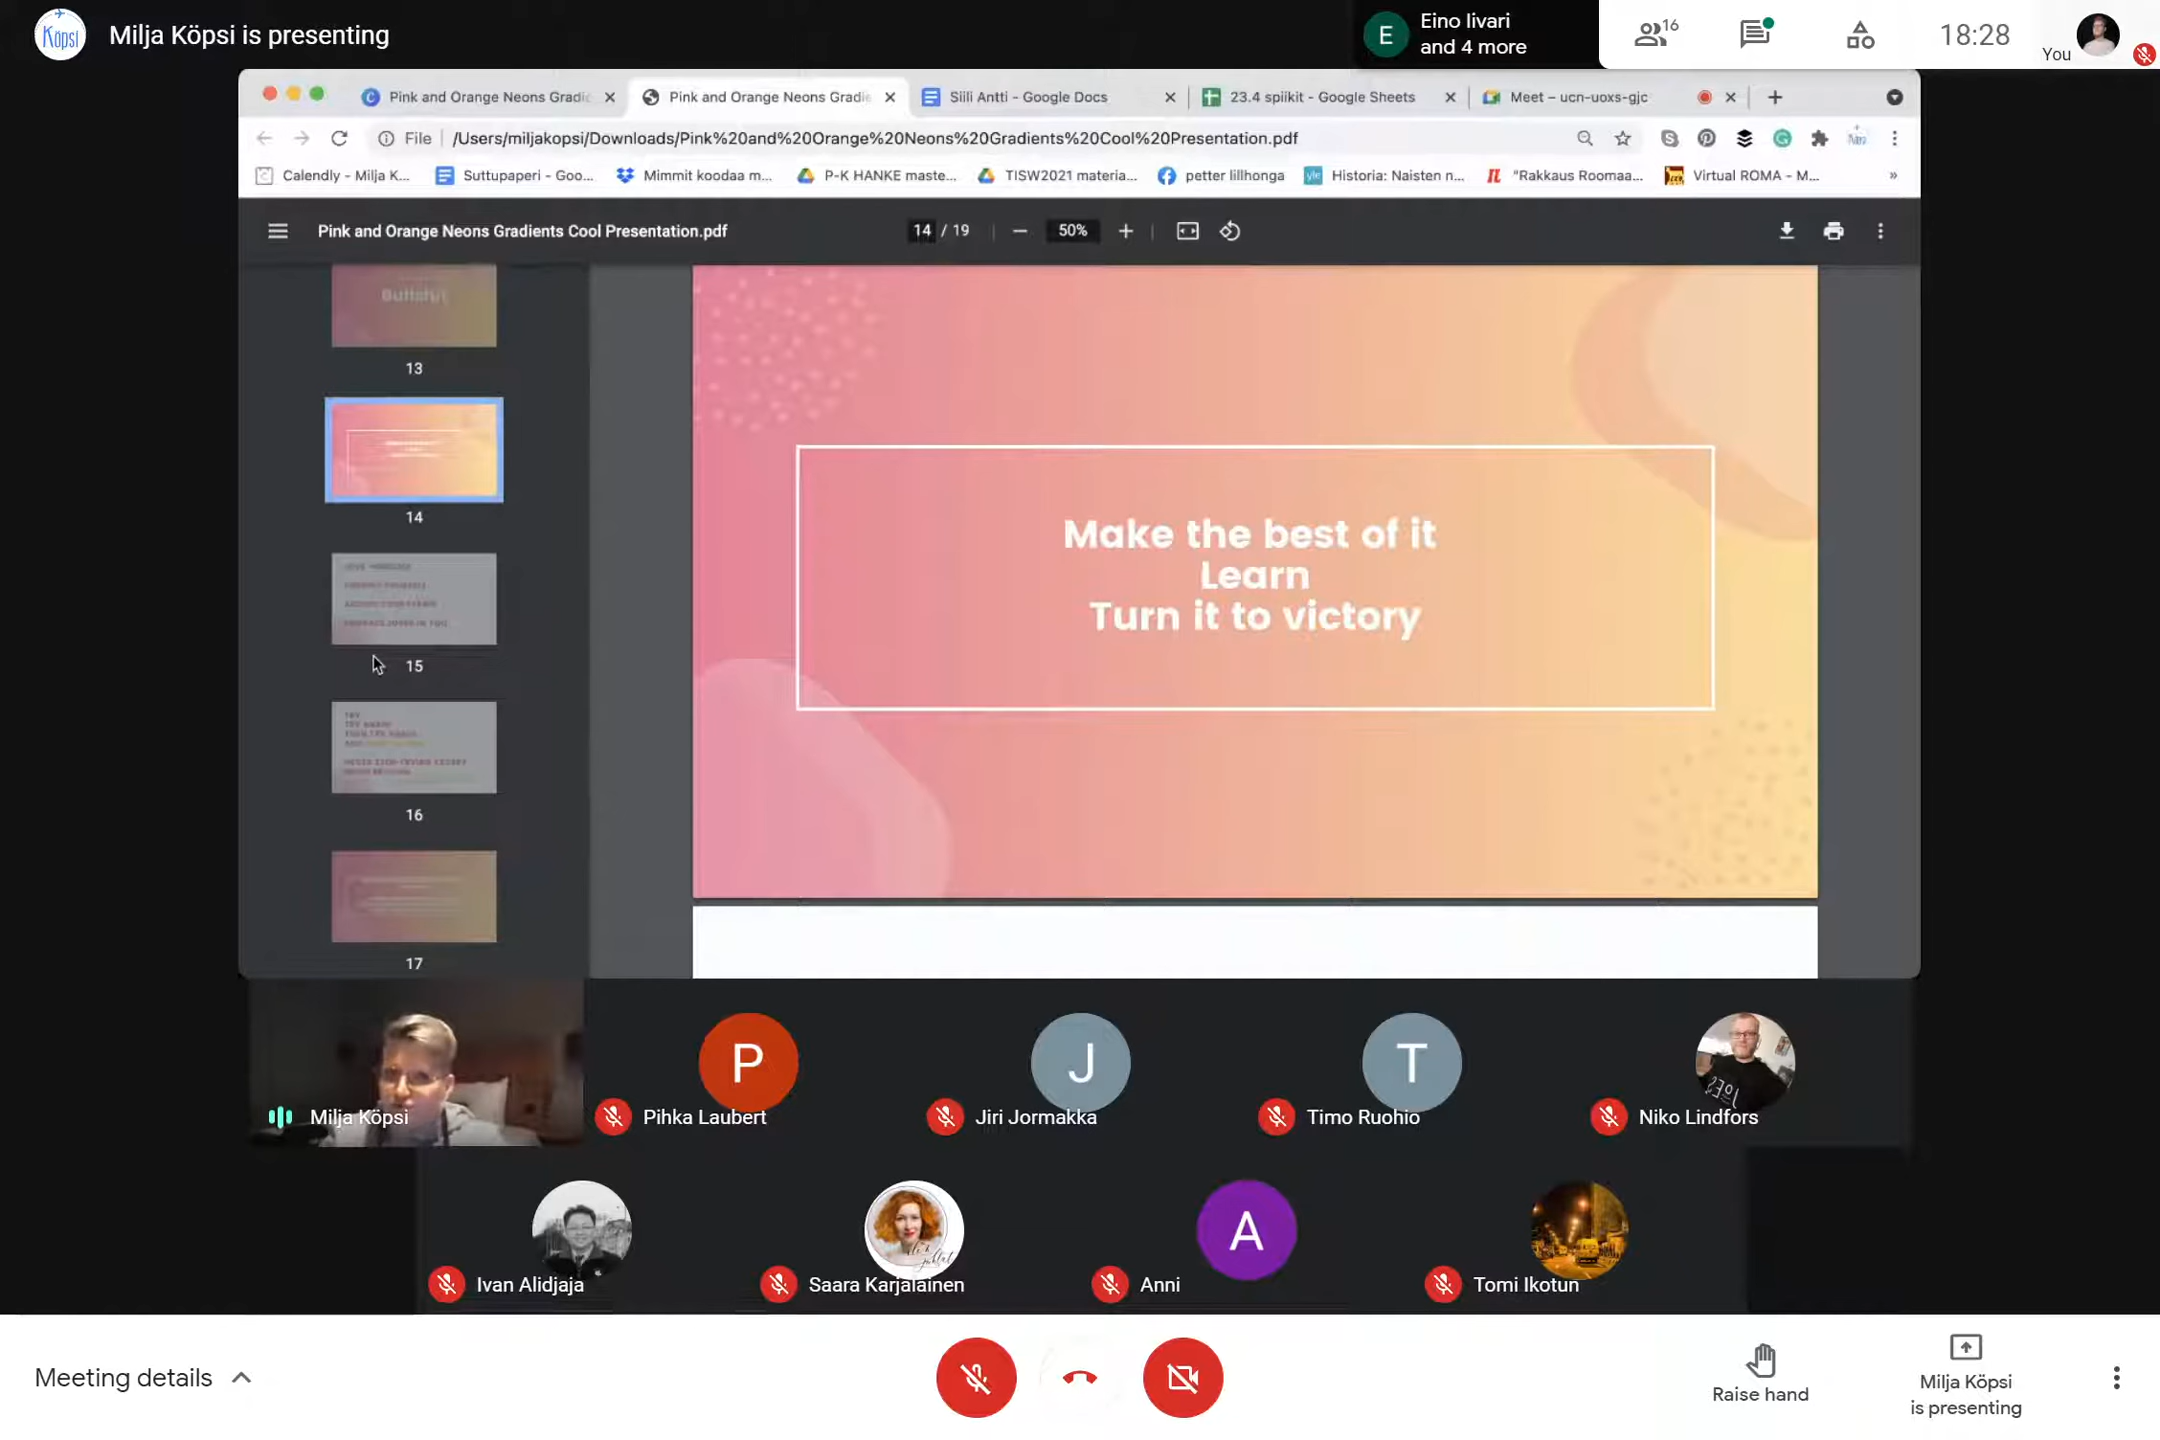 Köpsi
Milja Köpsi is presenting
E
Eino Iivari
and 4 more
16
18:28
You
Pink and Orange Neons Gradie
Pink and Orange Neons Gradie
Siili Antti - Google Docs
23.4 spiikit - Google Sheets
Meet – ucn-uoxs-gjc
File
/Users/miljakopsi/Downloads/Pink%20and%20Orange%20Neons%20Gradients%20Cool%20Presentation.pdf
Calendly - Milja K...
Suttupaperi - Goo...
Mimmit koodaa m...
P-K HANKE maste...
TISW2021 materia...
petter lillhonga
yle
Historia: Naisten n...
"Rakkaus Roomaa...
Virtual ROMA - M...
»
Pink and Orange Neons Gradients Cool Presentation.pdf
14 / 19
50%
Bullshit
13
14
15
16
17
Make the best of it
Learn
Turn it to victory
Milja Köpsi
P
Pihka Laubert
J
Jiri Jormakka
T
Timo Ruohio
Niko Lindfors
Ivan Alidjaja
Saara Karjalainen
A
Anni
Tomi Ikotun
Meeting details
Raise hand
Milja Köpsi
is presenting